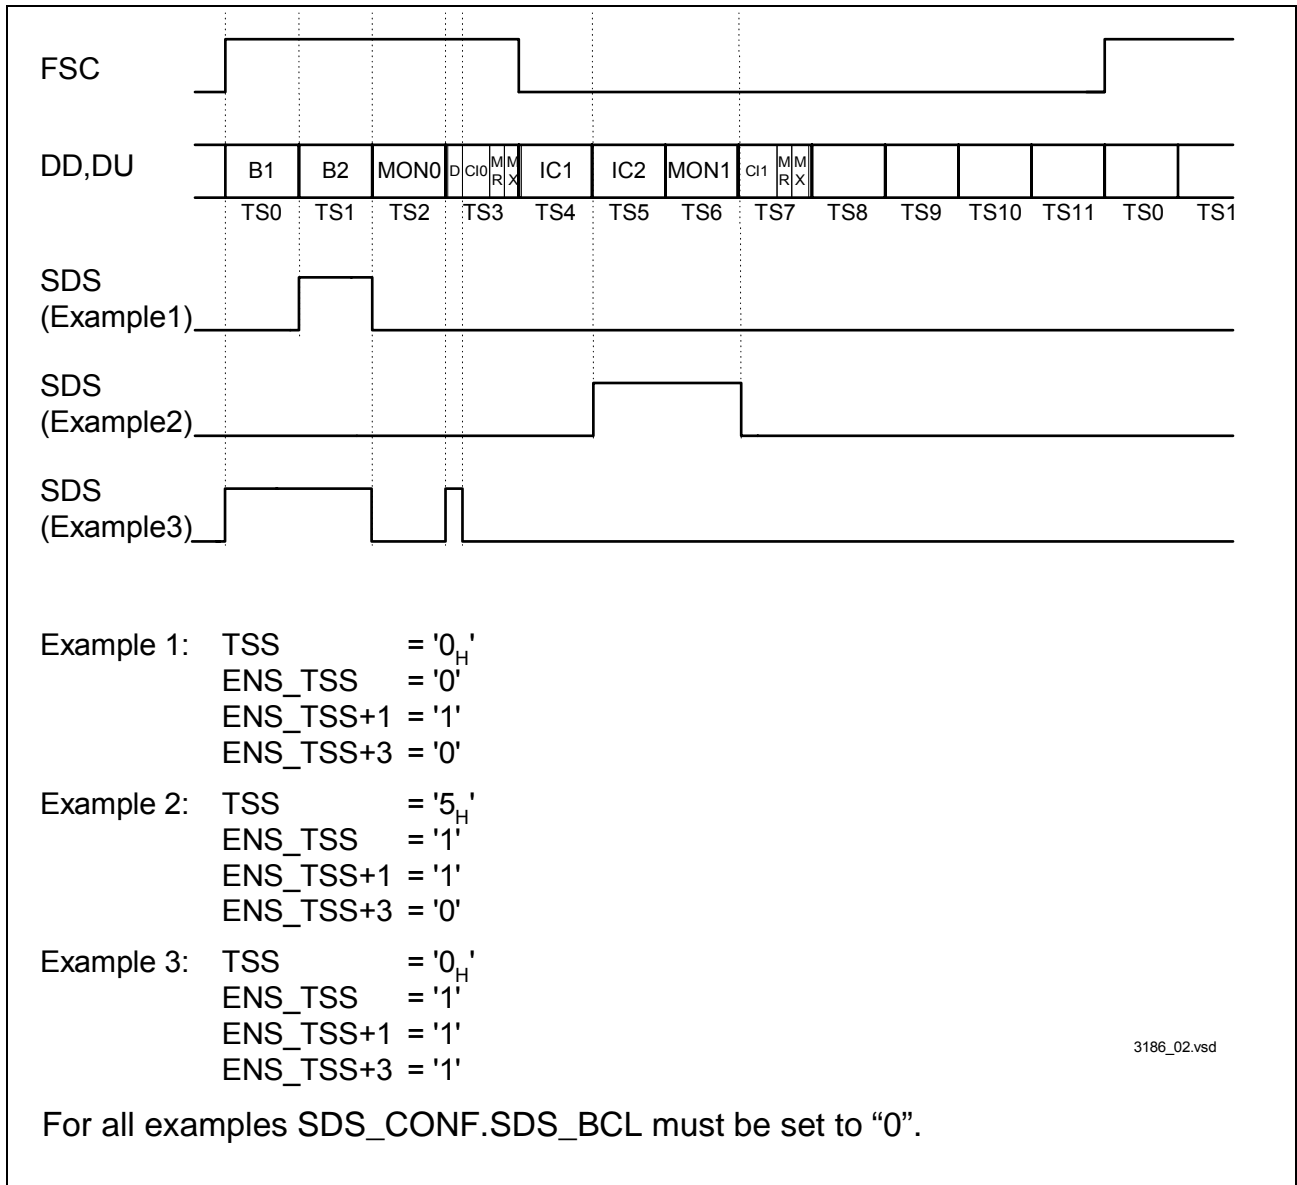 FSC
DD,DU
B1 B2 MON0 D CI0 MR MX IC1 IC2 MON1 CI1 MR MX
TS0 TS1 TS2 TS3 TS4 TS5 TS6 TS7 TS8 TS9 TS10 TS11 TS0 TS1
SDS
(Example1)
SDS
(Example2)
SDS
(Example3)
Example 1: TSS = '0H'
ENS_TSS = '0'
ENS_TSS+1 = '1'
ENS_TSS+3 = '0'
Example 2: TSS = '5H'
ENS_TSS = '1'
ENS_TSS+1 = '1'
ENS_TSS+3 = '0'
Example 3: TSS = '0H'
ENS_TSS = '1'
ENS_TSS+1 = '1'
ENS_TSS+3 = '1'
3186_02.vsd
For all examples SDS_CONF.SDS_BCL must be set to “0”.